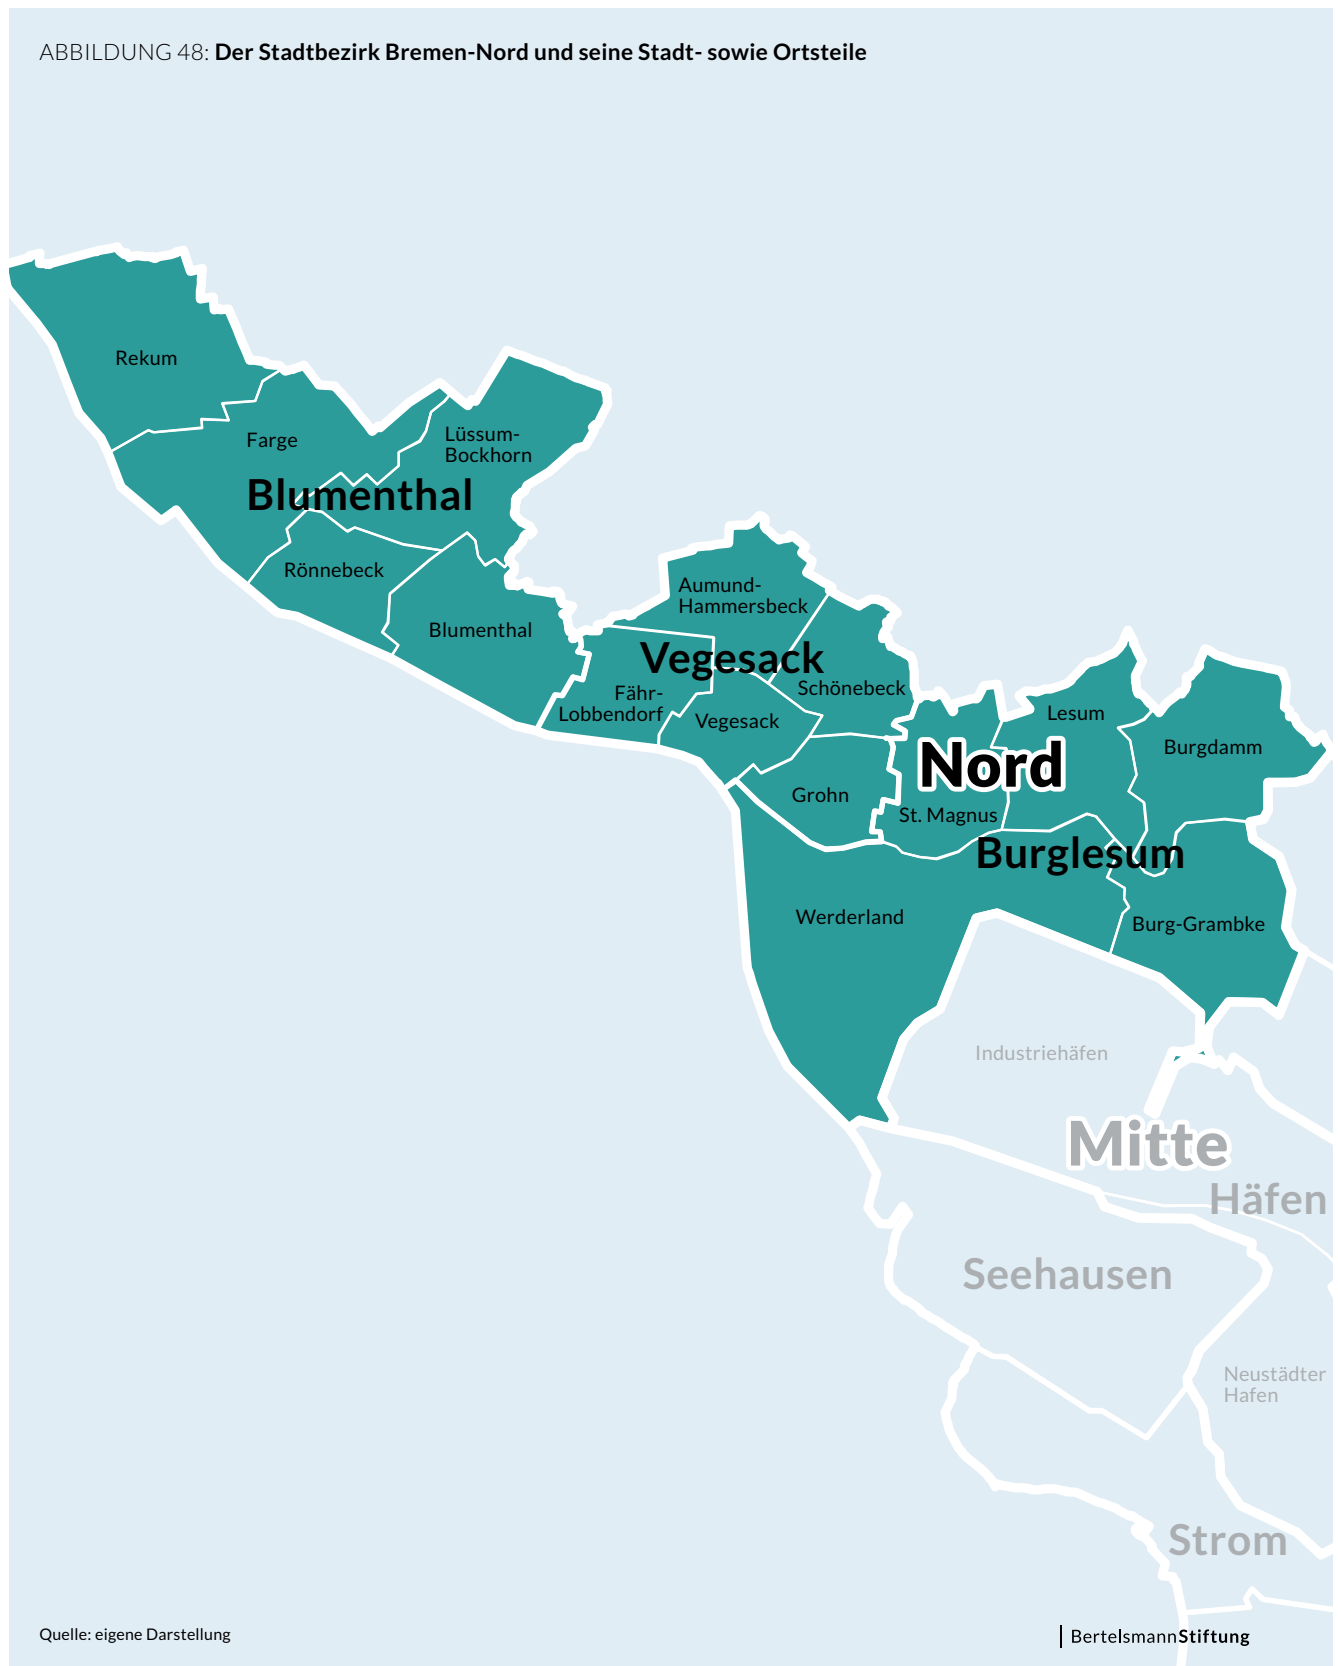 ABBILDUNG 48: Der Stadtbezirk Bremen-Nord und seine Stadt- sowie Ortsteile
Rekum
Farge
Lüssum-
Bockhorn
Blumenthal
Rönnebeck
Blumenthal
Aumund-
Hammersbeck
Vegesack
Schönebeck
Fähr-
Lobbendorf
Vegesack
Grohn
Lesum
Burgdamm
Nord
St. Magnus
Burglesum
Werderland
Burg-Grambke
Industriehäfen
Mitte
Häfen
Seehausen
Neustädter
Hafen
Strom
Quelle: eigene Darstellung
BertelsmannStiftung